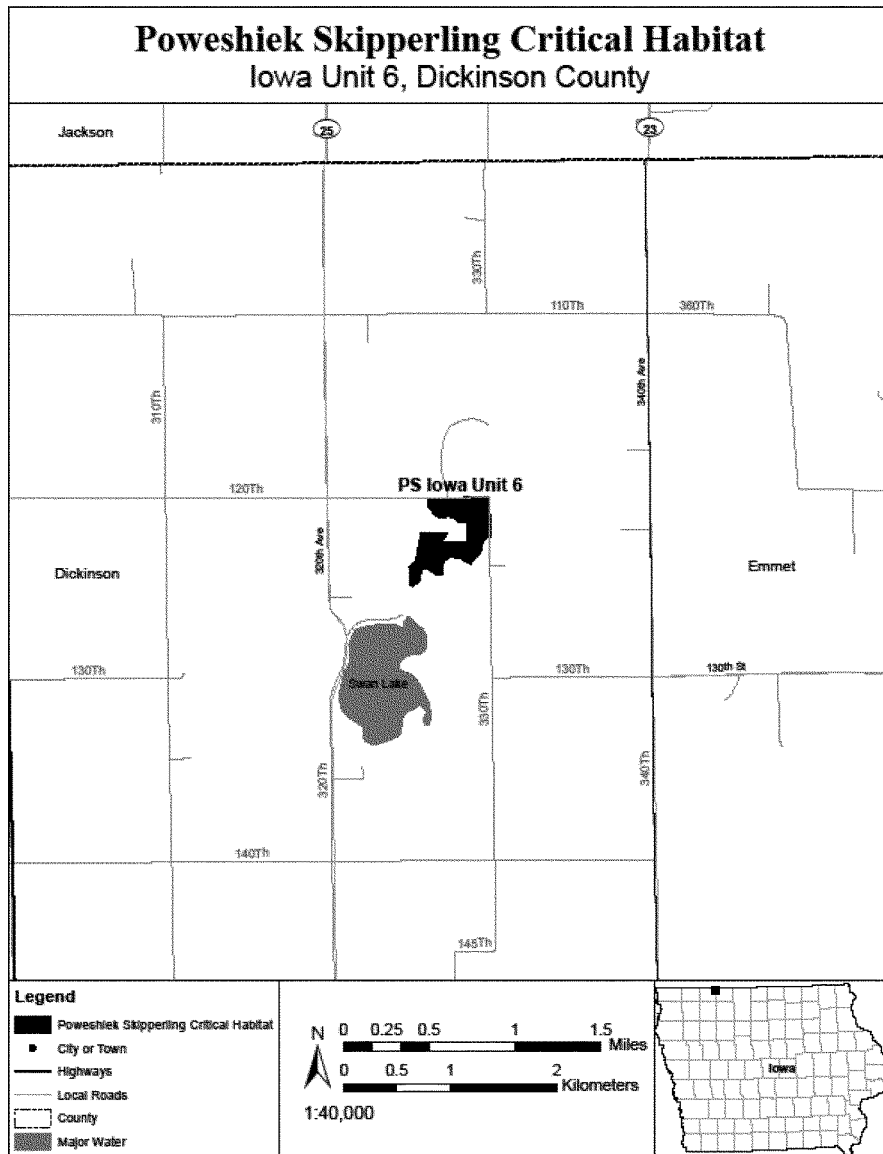 Poweshiek Skipperling Critical Habitat
Iowa Unit 6, Dickinson County
Jackson
25
23
330Th
110Th
360Th
310Th
340th Ave
120Th
PS Iowa Unit 6
320th Ave
Dickinson
Emmet
130Th
130Th
130th St
Swan Lake
330Th
320Th
340Th
140Th
145Th
Legend
Poweshiek Skipperling Critical Habitat
City or Town
Highways
Local Roads
County
Major Water
N
0 0.25 0.5 1 1.5
Miles
0 0.5 1 2
Kilometers
1:40,000
Iowa